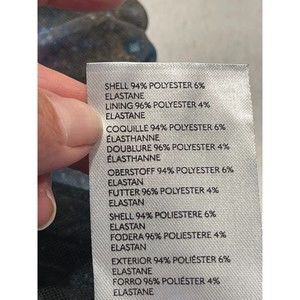 SHELL 94% POLYESTER 6%
ELASTANE
LINING 96% POLYESTER 4%
ELASTANE
COQUILLE 94% POLYESTER 6%
ÉLASTHANNE
DOUBLURE 96% POLYESTER 4%
ÉLASTHANNE
OBERSTOFF 94% POLYESTER 6%
ELASTAN
FUTTER 96% POLYESTER 4%
ELASTAN
SHELL 94% POLIESTERE 6%
ELASTAN
FODERA 96% POLIESTERE 4%
ELASTAN
EXTERIOR 94% POLIÉSTER 6%
ELASTANE
FORRO 96% POLIÉSTER 4%
ELASTANE